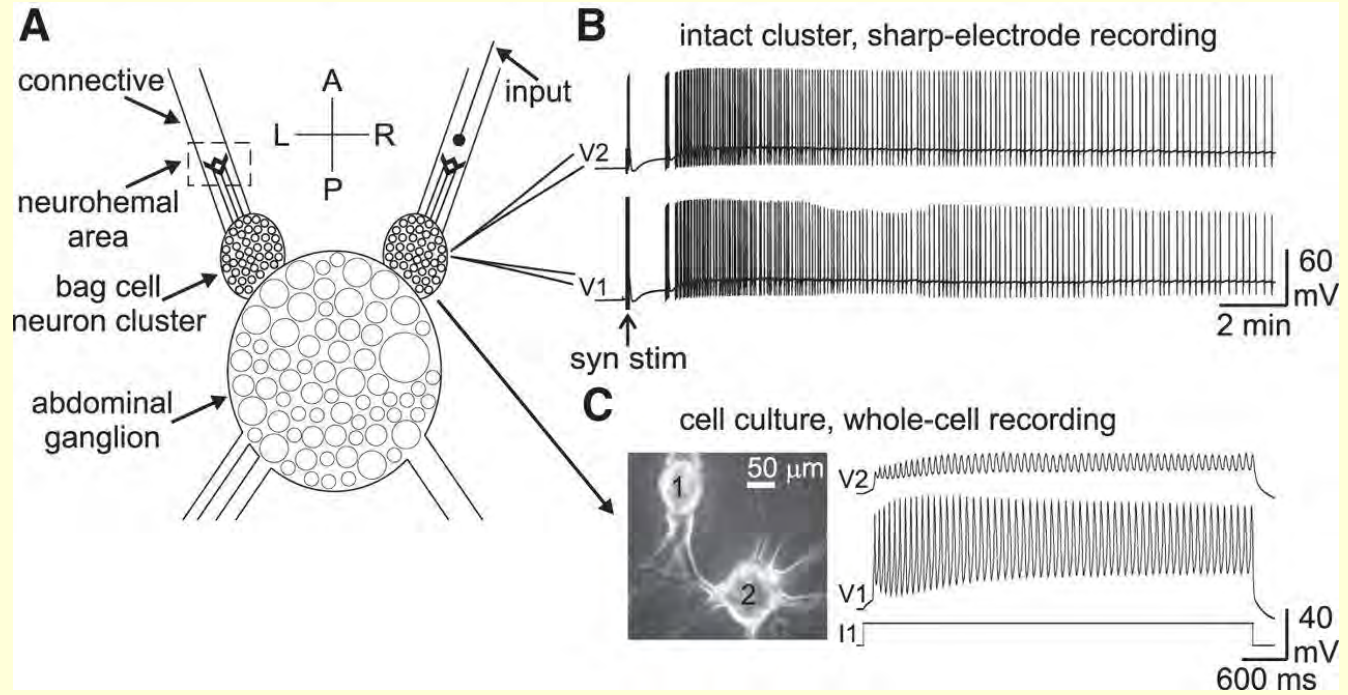 A
connective
neurohemal
area
bag cell
neuron cluster
abdominal
ganglion
A
L
R
P
input
B
intact cluster, sharp-electrode recording
V2
V1
60
mV
2 min
syn stim
C
cell culture, whole-cell recording
1
50 μm
2
V2
V1
I1
40
mV
600 ms